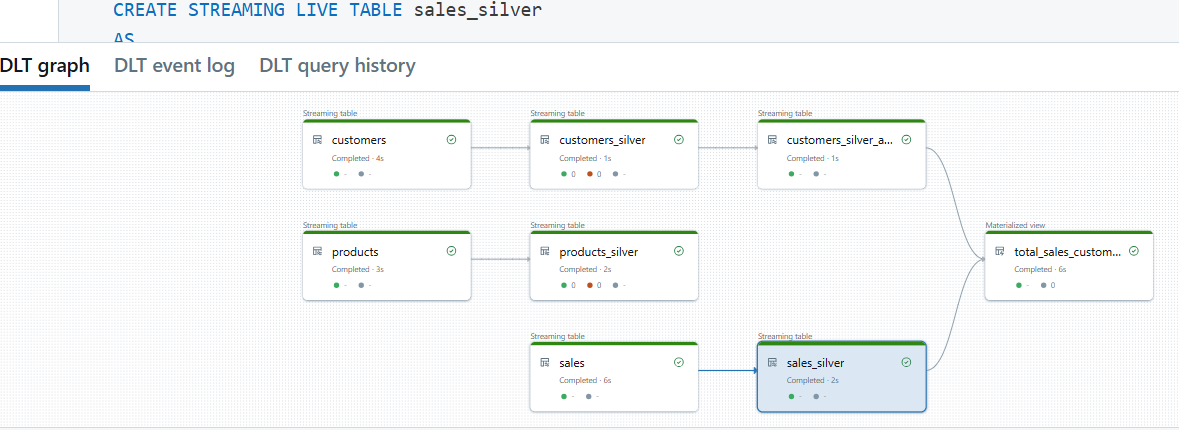 CREATE STREAMING LIVE TABLE sales_silver
AS
DLT graph DLT event log DLT query history
Streaming table Streaming table Streaming table
customers customers_silver customers_silver_a...
Completed · 4s Completed · 1s Completed · 1s
- - 0 0 - - -
Streaming table Streaming table Materialized view
products products_silver total_sales_custom...
Completed · 3s Completed · 2s Completed · 6s
- - 0 0 - - 0
Streaming table Streaming table
sales sales_silver
Completed · 6s Completed · 2s
- - - -